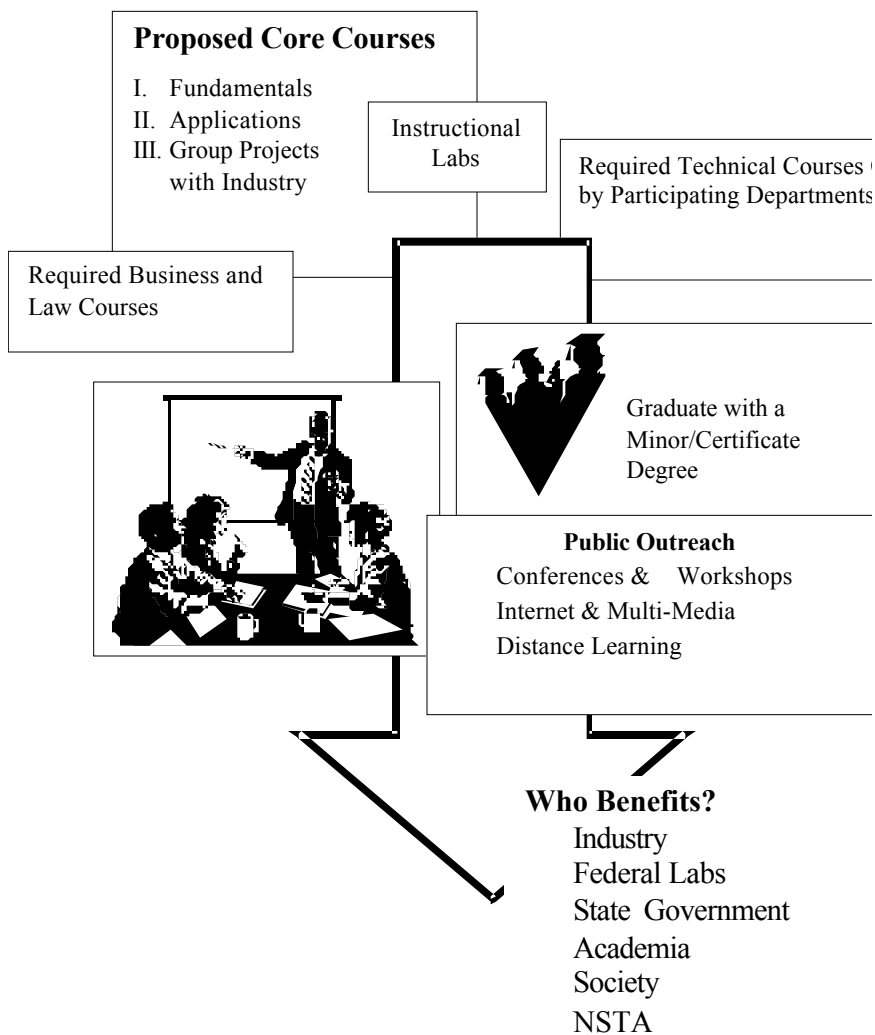 Proposed Core Courses
I. Fundamentals
II. Applications
III. Group Projects
with Industry
Instructional
Labs
Required Technical Courses
by Participating Departments
Required Business and
Law Courses
Graduate with a
Minor/Certificate
Degree
Public Outreach
Conferences & Workshops
Internet & Multi-Media
Distance Learning
Who Benefits?
Industry
Federal Labs
State Government
Academia
Society
NSTA